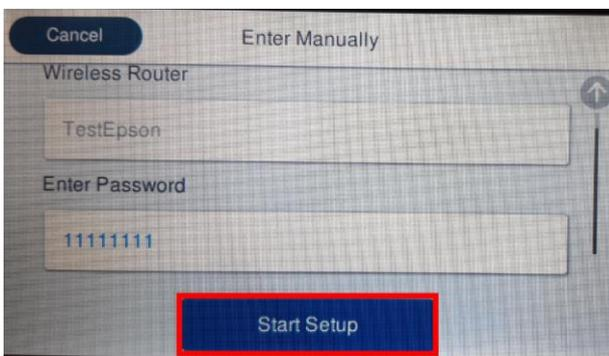 Cancel
Enter Manually
Wireless Router
TestEpson
Enter Password
11111111
Start Setup